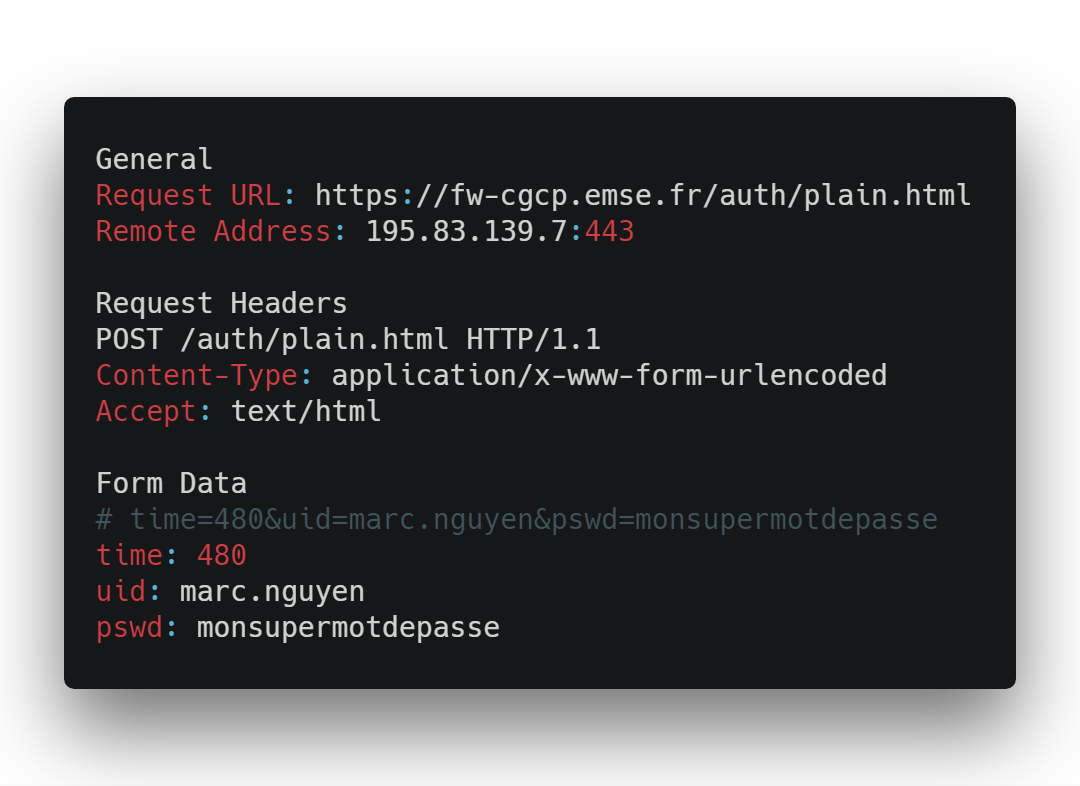 General
Request URL: https://fw-cgcp.emse.fr/auth/plain.html
Remote Address: 195.83.139.7:443
Request Headers
POST /auth/plain.html HTTP/1.1
Content-Type: application/x-www-form-urlencoded
Accept: text/html
Form Data
# time=480&uid=marc.nguyen&pswd=monsupermotdepasse
time: 480
uid: marc.nguyen
pswd: monsupermotdepasse